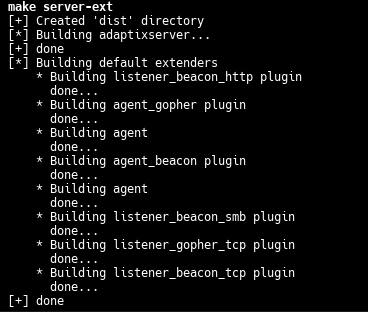 make server-ext
[+] Created 'dist' directory
[*] Building adaptixserver...
[+] done
[*] Building default extenders
* Building listener_beacon_http plugin
done...
* Building agent_gopher plugin
done...
* Building agent
done...
* Building agent_beacon plugin
done...
* Building agent
done...
* Building listener_beacon_smb plugin
done...
* Building listener_gopher_tcp plugin
done...
* Building listener_beacon_tcp plugin
done...
[+] done